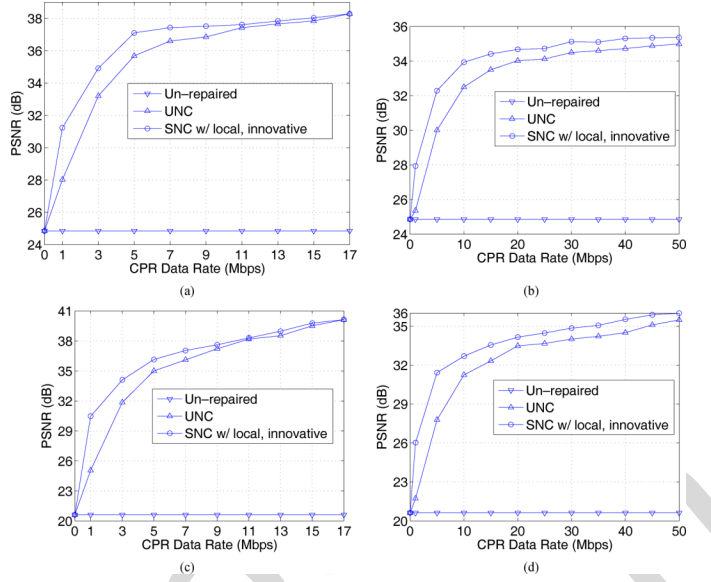 38
36
34
32
30
28
26
24
PSNR (dB)
0 1 3 5 7 9 11 13 15 17
CPR Data Rate (Mbps)
Un–repaired
UNC
SNC w/ local, innovative
(a)
36
34
32
30
28
26
24
PSNR (dB)
0 10 20 30 40 50
CPR Data Rate (Mbps)
Un–repaired
UNC
SNC w/ local, innovative
(b)
41
38
35
32
29
26
23
20
PSNR (dB)
0 1 3 5 7 9 11 13 15 17
CPR Data Rate (Mbps)
Un–repaired
UNC
SNC w/ local, innovative
(c)
36
35
32
29
26
23
20
PSNR (dB)
0 10 20 30 40 50
CPR Data Rate (Mbps)
Un–repaired
UNC
SNC w/ local, innovative
(d)